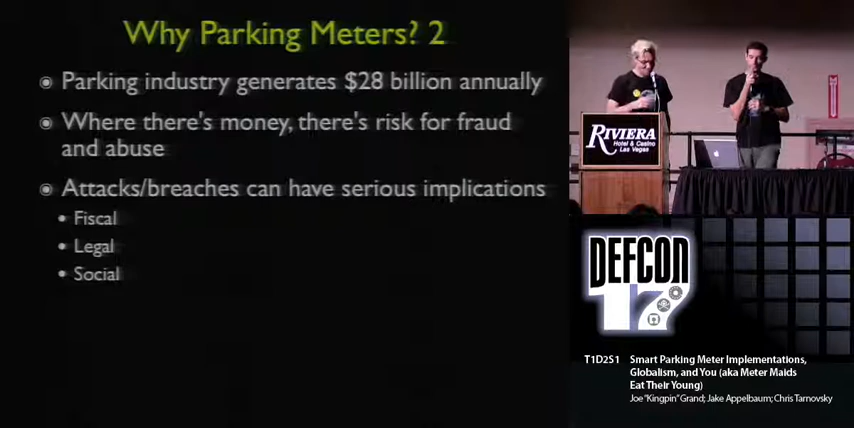 Why Parking Meters? 2
Parking industry generates $28 billion annually
Where there's money, there's risk for fraud
and abuse
Attacks/breaches can have serious implications
Fiscal
Legal
Social
RIVIERA
Hotel & Casino
Las Vegas
DEFCON
17
T1D2S1 Smart Parking Meter Implementations,
Globalism, and You (aka Meter Maids
Eat Their Young)
Joe "Kingpin" Grand; Jake Appelbaum; Chris Tarnovsky